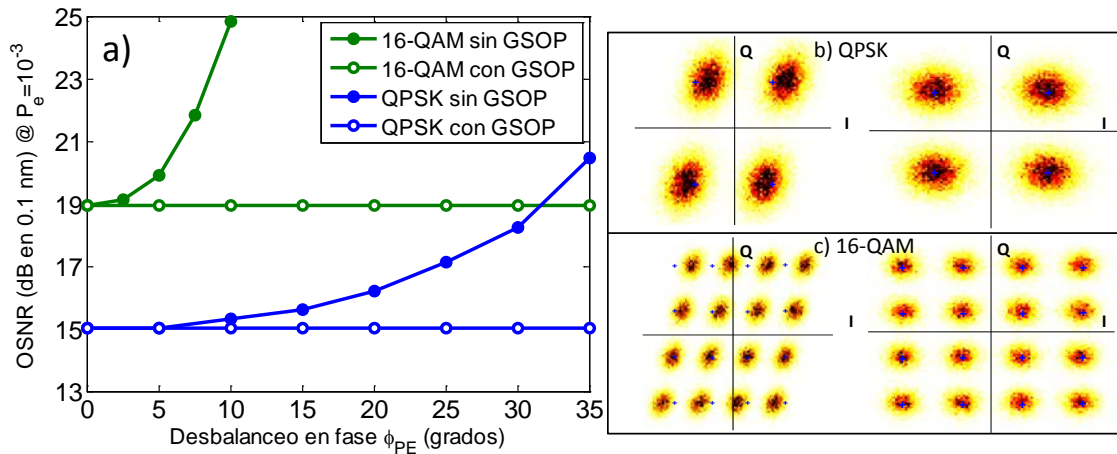 a)
OSNR (dB en 0.1 nm) @ P_e=10^-3
25
23
21
19
17
15
13
0 5 10 15 20 25 30 35
Desbalanceo en fase ϕ_PE (grados)
16-QAM sin GSOP
16-QAM con GSOP
QPSK sin GSOP
QPSK con GSOP
b) QPSK
Q
I
Q
I
c) 16-QAM
Q
I
Q
I